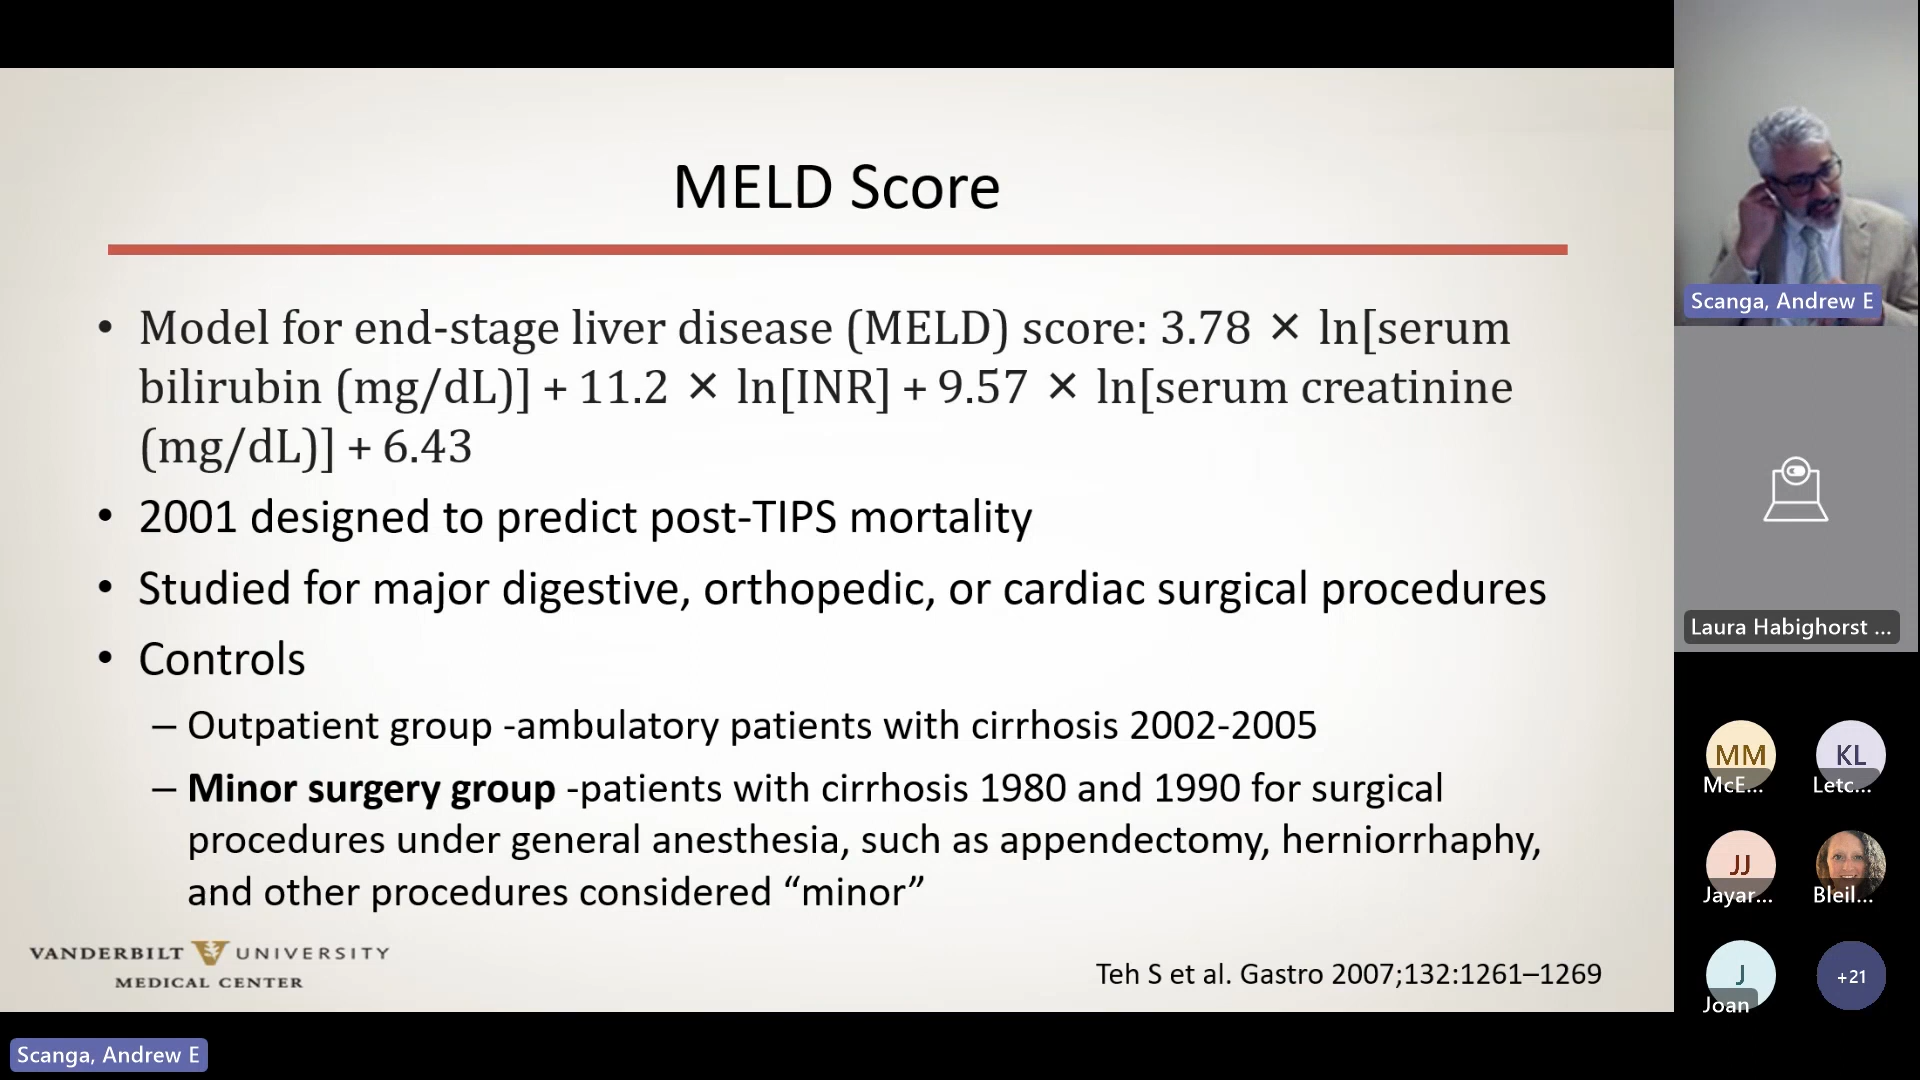 MELD Score
• Model for end-stage liver disease (MELD) score: 3.78 × ln[serum
bilirubin (mg/dL)] + 11.2 × ln[INR] + 9.57 × ln[serum creatinine
(mg/dL)] + 6.43
• 2001 designed to predict post-TIPS mortality
• Studied for major digestive, orthopedic, or cardiac surgical procedures
• Controls
– Outpatient group -ambulatory patients with cirrhosis 2002-2005
– Minor surgery group -patients with cirrhosis 1980 and 1990 for surgical
procedures under general anesthesia, such as appendectomy, herniorrhaphy,
and other procedures considered “minor”
VANDERBILT UNIVERSITY
MEDICAL CENTER
Teh S et al. Gastro 2007;132:1261–1269
Scanga, Andrew E
Scanga, Andrew E
Laura Habighorst ...
MM
McE...
KL
Letc...
JJ
Jayar...
Bleil...
J
Joan
+21